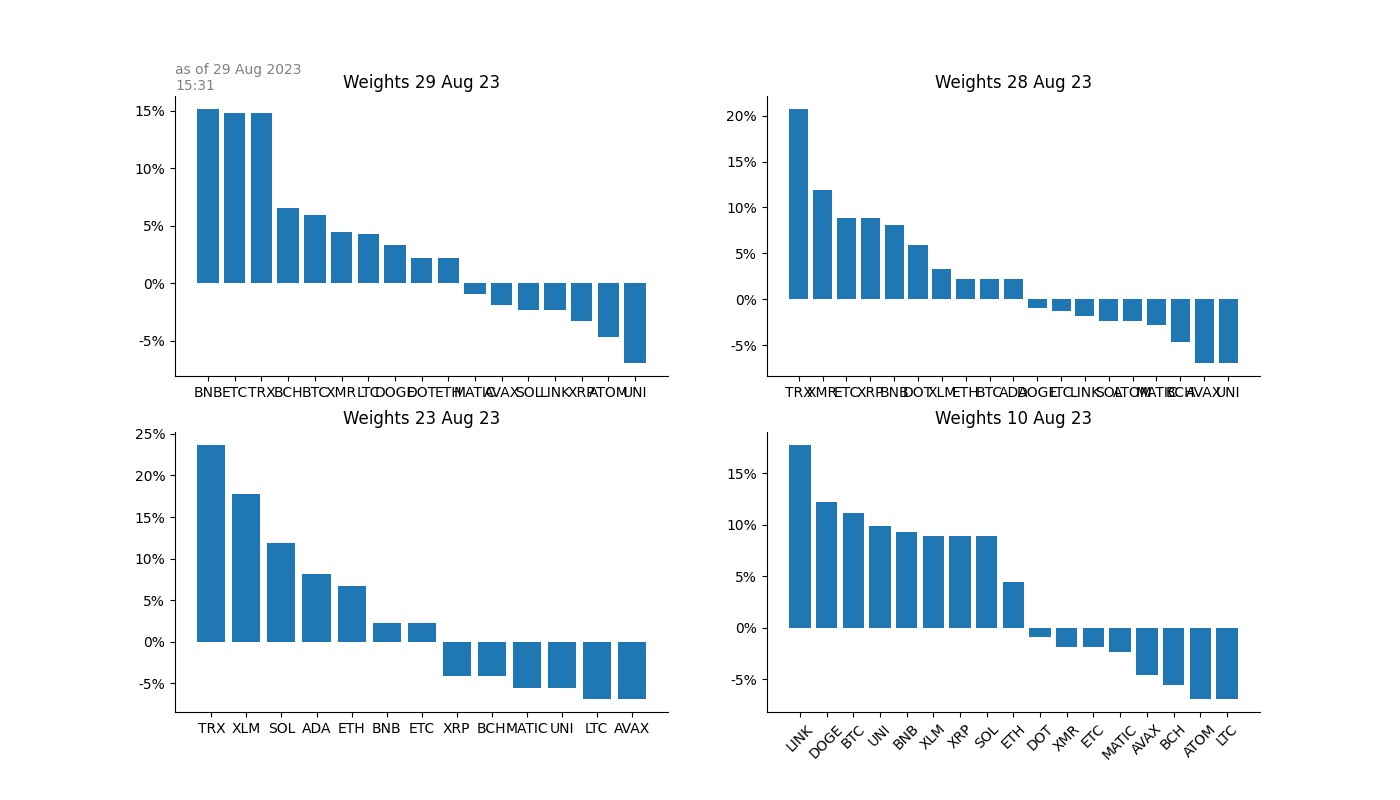 as of 29 Aug 2023
15:31
Weights 29 Aug 23
15%
10%
5%
0%
-5%
BNB ETC TRX BCH BTC XMR LTC DOGE DOT ETH MATIC AVAX SOL LINK XRP ATOM UNI
Weights 28 Aug 23
20%
15%
10%
5%
0%
-5%
TRX XMR ETC XRP BNB DOT XLM ETH BTC ADA DOGE LTC LINK SOL ATOM MATIC BCH AVAX UNI
Weights 23 Aug 23
25%
20%
15%
10%
5%
0%
-5%
TRX XLM SOL ADA ETH BNB ETC XRP BCH MATIC UNI LTC AVAX
Weights 10 Aug 23
15%
10%
5%
0%
-5%
LINK DOGE BTC UNI BNB XLM XRP SOL ETH DOT XMR ETC MATIC AVAX BCH ATOM LTC